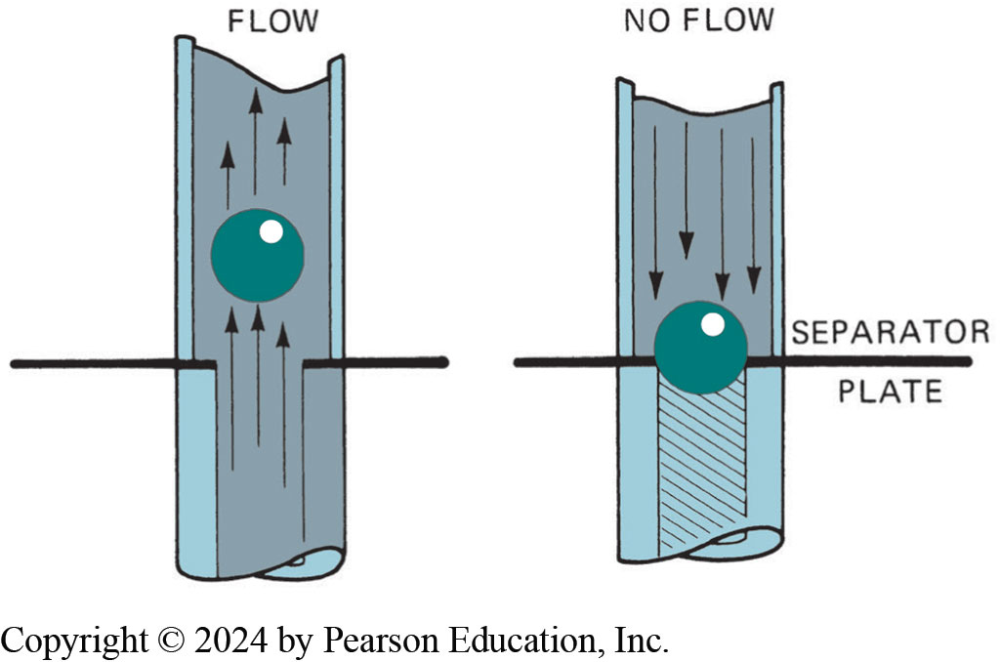 FLOW
NO FLOW
SEPARATOR
PLATE
Copyright © 2024 by Pearson Education, Inc.